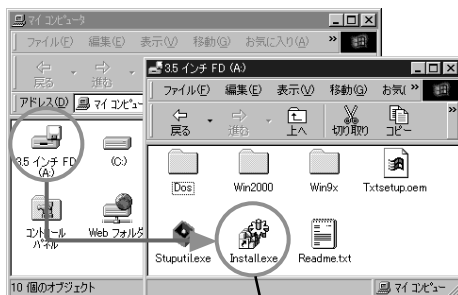 マイ コンピュータ
ファイル(F) 編集(E) 表示(V) 移動(G) お気に入り(A) »
戻る 進む
アドレス(D) マイ コンピュー
3.5 インチ FD (A:)
(C:)
コントロール パネル
Web フォルダ
10 個のオブジェクト
3.5 インチ FD (A:)
ファイル(F) 編集(E) 表示(V) 移動(G) お気( »
戻る 進む 上へ 切り取り コピー »
Dos Win2000 Win9x Txtsetup.oem
Stuputil.exe Install.exe Readme.txt
マイ コンピュー